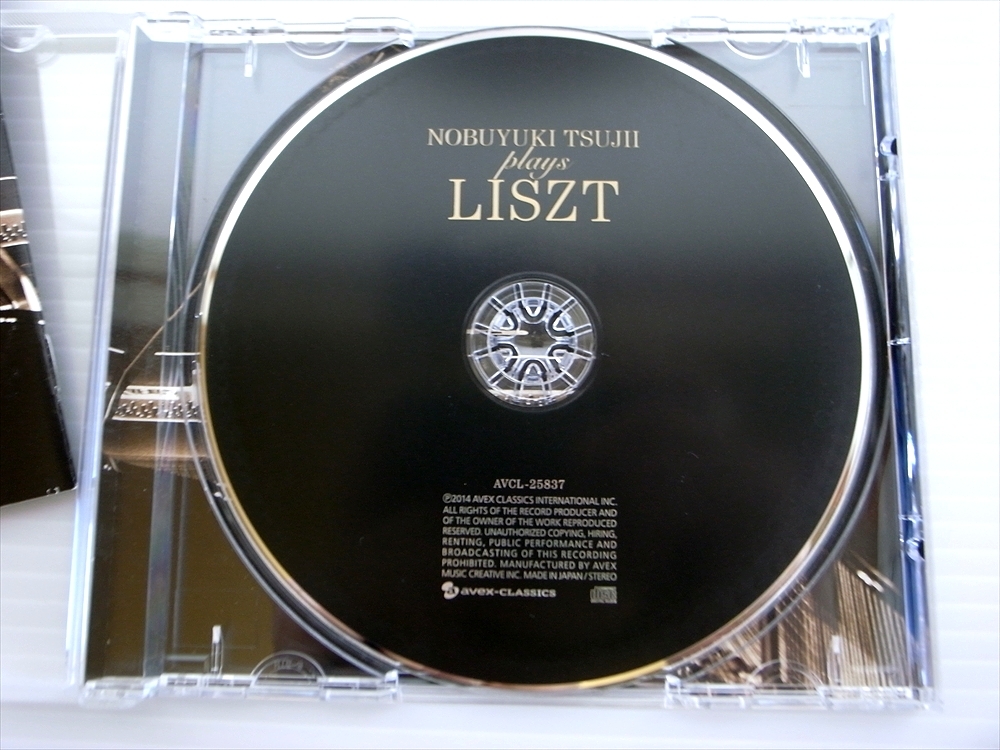 NOBUYUKI TSUJII
plays
LISZT
AVCL-25837
Ⓟ2014 AVEX CLASSICS INTERNATIONAL INC.
ALL RIGHTS OF THE RECORD PRODUCER AND
OF THE OWNER OF THE WORK REPRODUCED
RESERVED. UNAUTHORIZED COPYING, HIRING,
RENTING, PUBLIC PERFORMANCE AND
BROADCASTING OF THIS RECORDING
PROHIBITED. MANUFACTURED BY AVEX
MUSIC CREATIVE INC. MADE IN JAPAN/STEREO
avex-CLASSICS